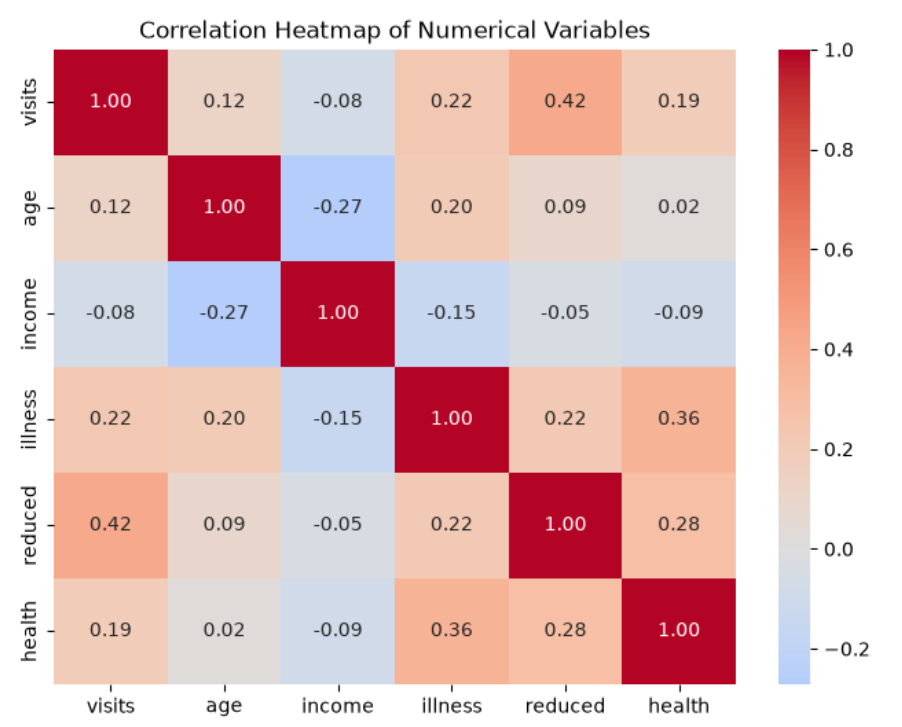 Correlation Heatmap of Numerical Variables
visits 1.00 0.12 -0.08 0.22 0.42 0.19
age 0.12 1.00 -0.27 0.20 0.09 0.02
income -0.08 -0.27 1.00 -0.15 -0.05 -0.09
illness 0.22 0.20 -0.15 1.00 0.22 0.36
reduced 0.42 0.09 -0.05 0.22 1.00 0.28
health 0.19 0.02 -0.09 0.36 0.28 1.00
visits age income illness reduced health
1.0
0.8
0.6
0.4
0.2
0.0
−0.2